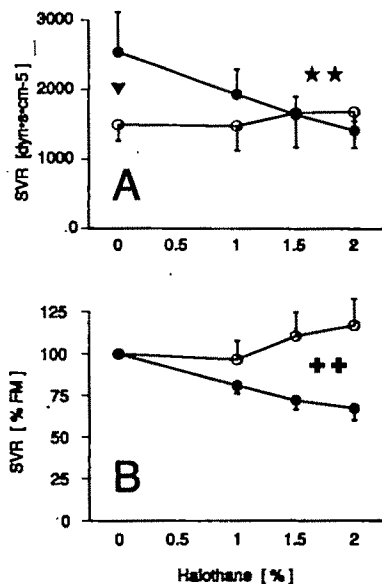 3000
2000
1000
.0
SVR [dyn•s•cm-5]
A
★ ★
0 0.5 1 1.5 2
125
100
75
50
25
0
SVR [ % FM ]
B
✚ ✚
0 0.5 1 1.5 2
Halothane [ % ]